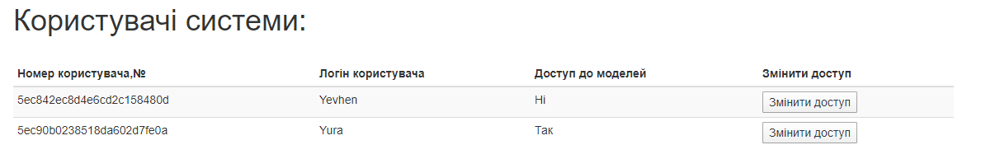 Користувачі системи:
Номер користувача,№ Логін користувача Доступ до моделей Змінити доступ
5ec842ec8d4e6cd2c158480d Yevhen Ні Змінити доступ
5ec90b0238518da602d7fe0a Yura Так Змінити доступ